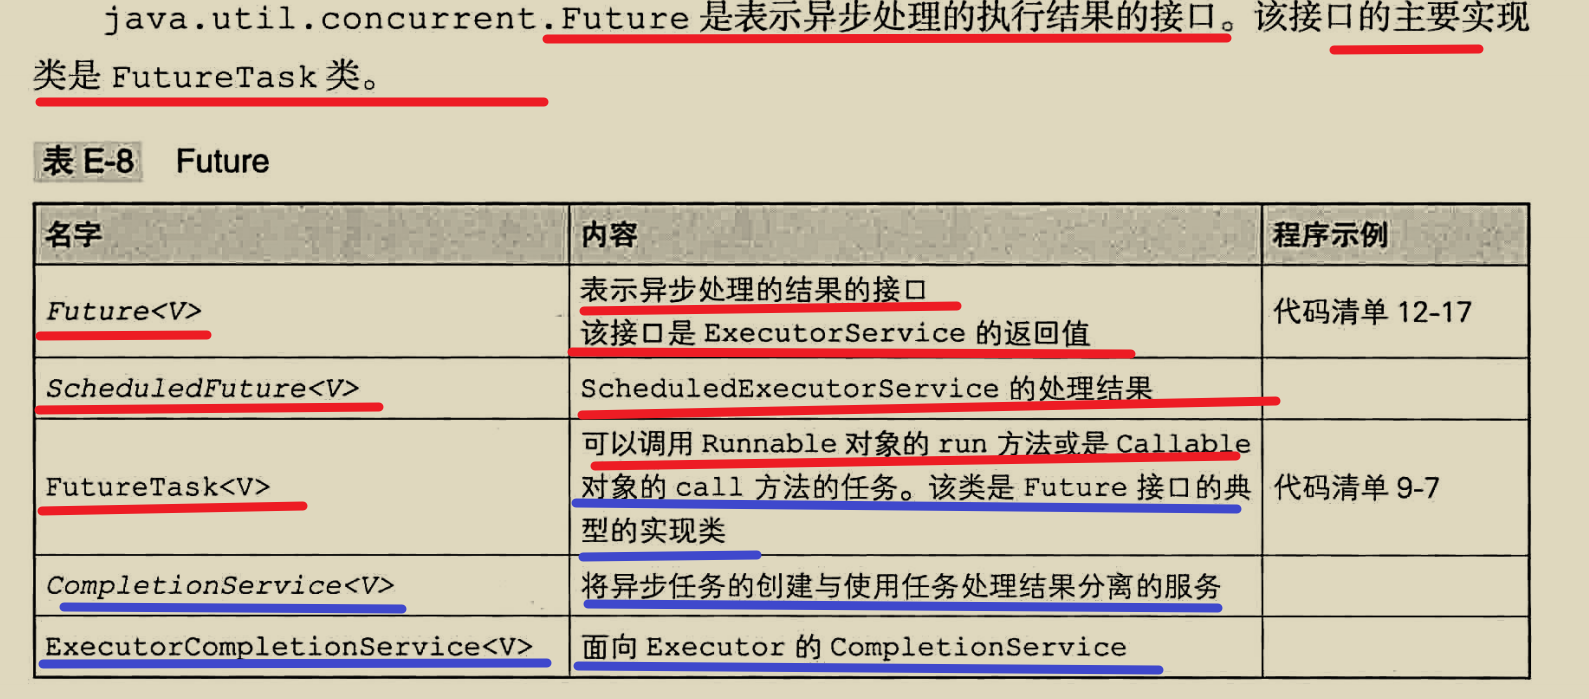 java.util.concurrent.Future 是表示异步处理的执行结果的接口。该接口的主要实现
类是 FutureTask 类。
表 E-8 Future
名字 内容 程序示例
Future<V> 表示异步处理的结果的接口
该接口是 ExecutorService 的返回值 代码清单 12-17
ScheduledFuture<V> ScheduledExecutorService 的处理结果
FutureTask<V> 可以调用 Runnable 对象的 run 方法或是 Callable
对象的 call 方法的任务。该类是 Future 接口的典
型的实现类 代码清单 9-7
CompletionService<V> 将异步任务的创建与使用任务处理结果分离的服务
ExecutorCompletionService<V> 面向 Executor 的 CompletionService